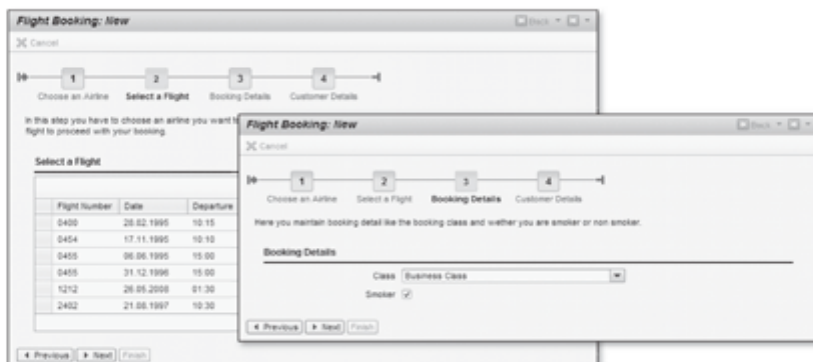 Flight Booking: New
Back
Cancel
1 2 3 4
Choose an Airline Select a Flight Booking Details Customer Details
In this step you have to choose an airline you want to
flight to proceed with your booking.
Select a Flight
Flight Number Date Departure
0400 28.02.1995 10:15
0454 17.11.1995 10:10
0455 06.06.1995 15:00
0455 31.12.1996 15:00
1212 26.05.2008 01:30
2402 21.08.1997 10:30
Previous Next Finish
Flight Booking: New
Back
Cancel
1 2 3 4
Choose an Airline Select a Flight Booking Details Customer Details
Here you maintain booking detail like the booking class and wether you are smoker or non smoker.
Booking Details
Class Business Class
Smoker
Previous Next Finish